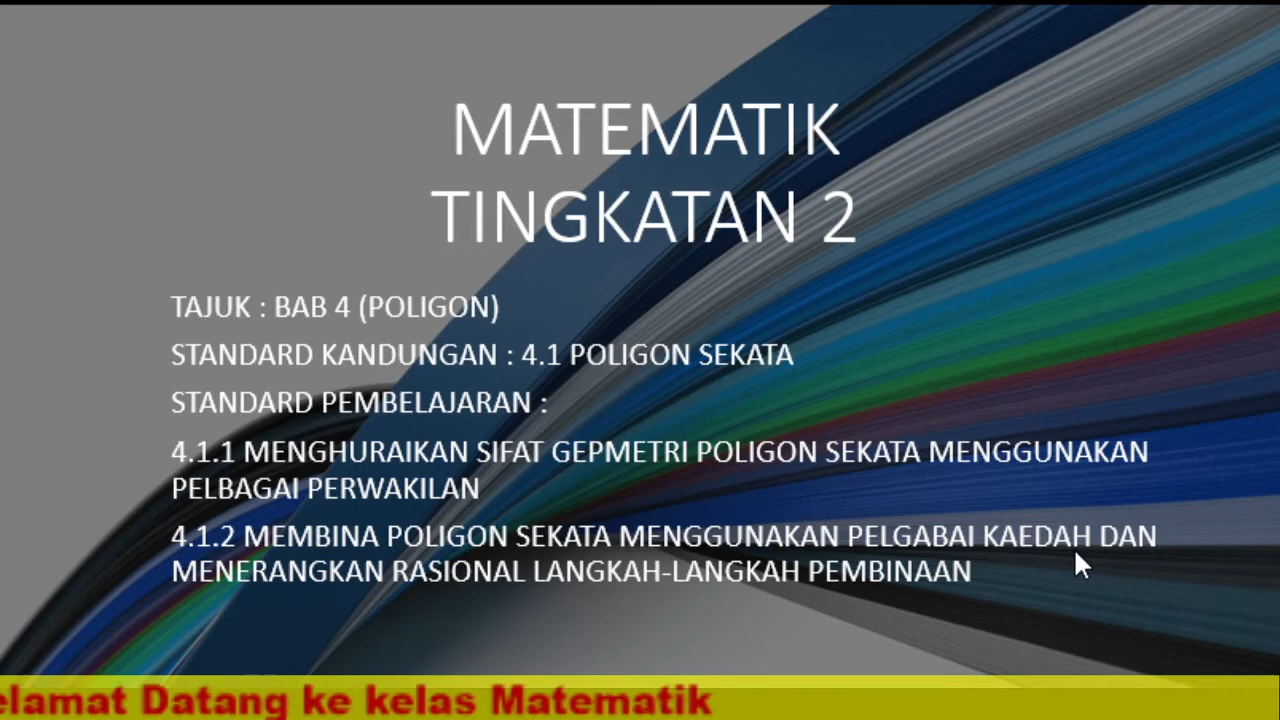 MATEMATIK
TINGKATAN 2
TAJUK : BAB 4 (POLIGON)
STANDARD KANDUNGAN : 4.1 POLIGON SEKATA
STANDARD PEMBELAJARAN :
4.1.1 MENGHURAIKAN SIFAT GEPMETRI POLIGON SEKATA MENGGUNAKAN
PELBAGAI PERWAKILAN
4.1.2 MEMBINA POLIGON SEKATA MENGGUNAKAN PELGABAI KAEDAH DAN
MENERANGKAN RASIONAL LANGKAH-LANGKAH PEMBINAAN
elamat Datang ke kelas Matematik